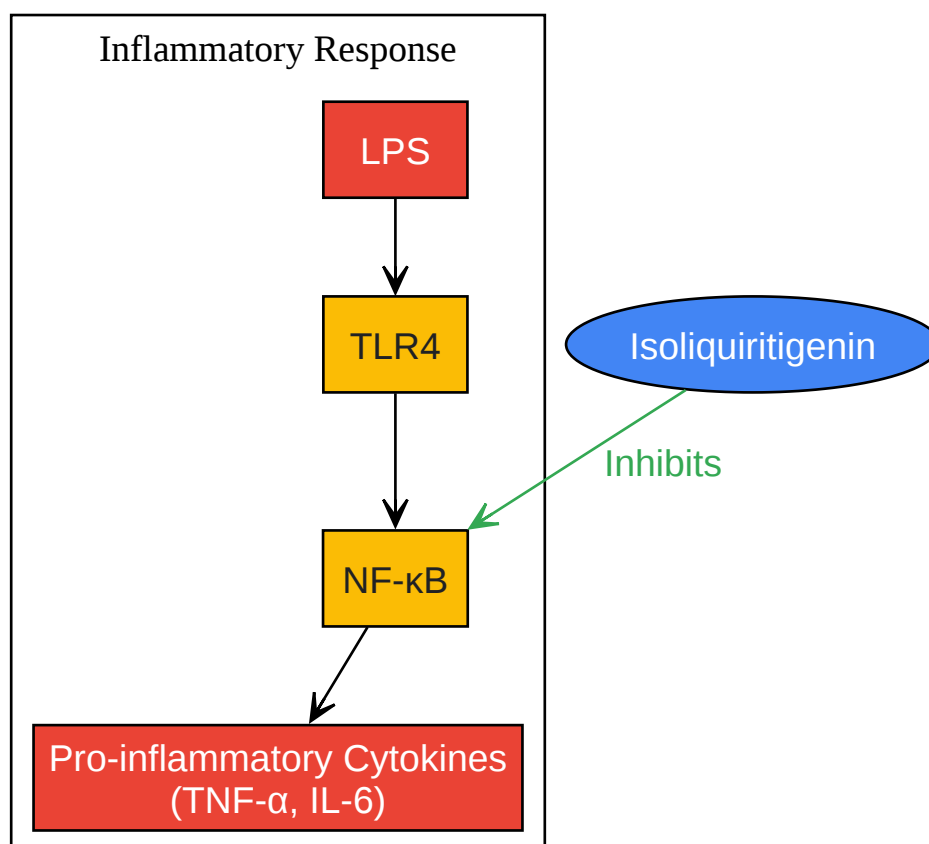 Inflammatory Response
LPS
TLR4
Isoliquiritigenin
Inhibits
NF-κB
Pro-inflammatory Cytokines
(TNF-α, IL-6)